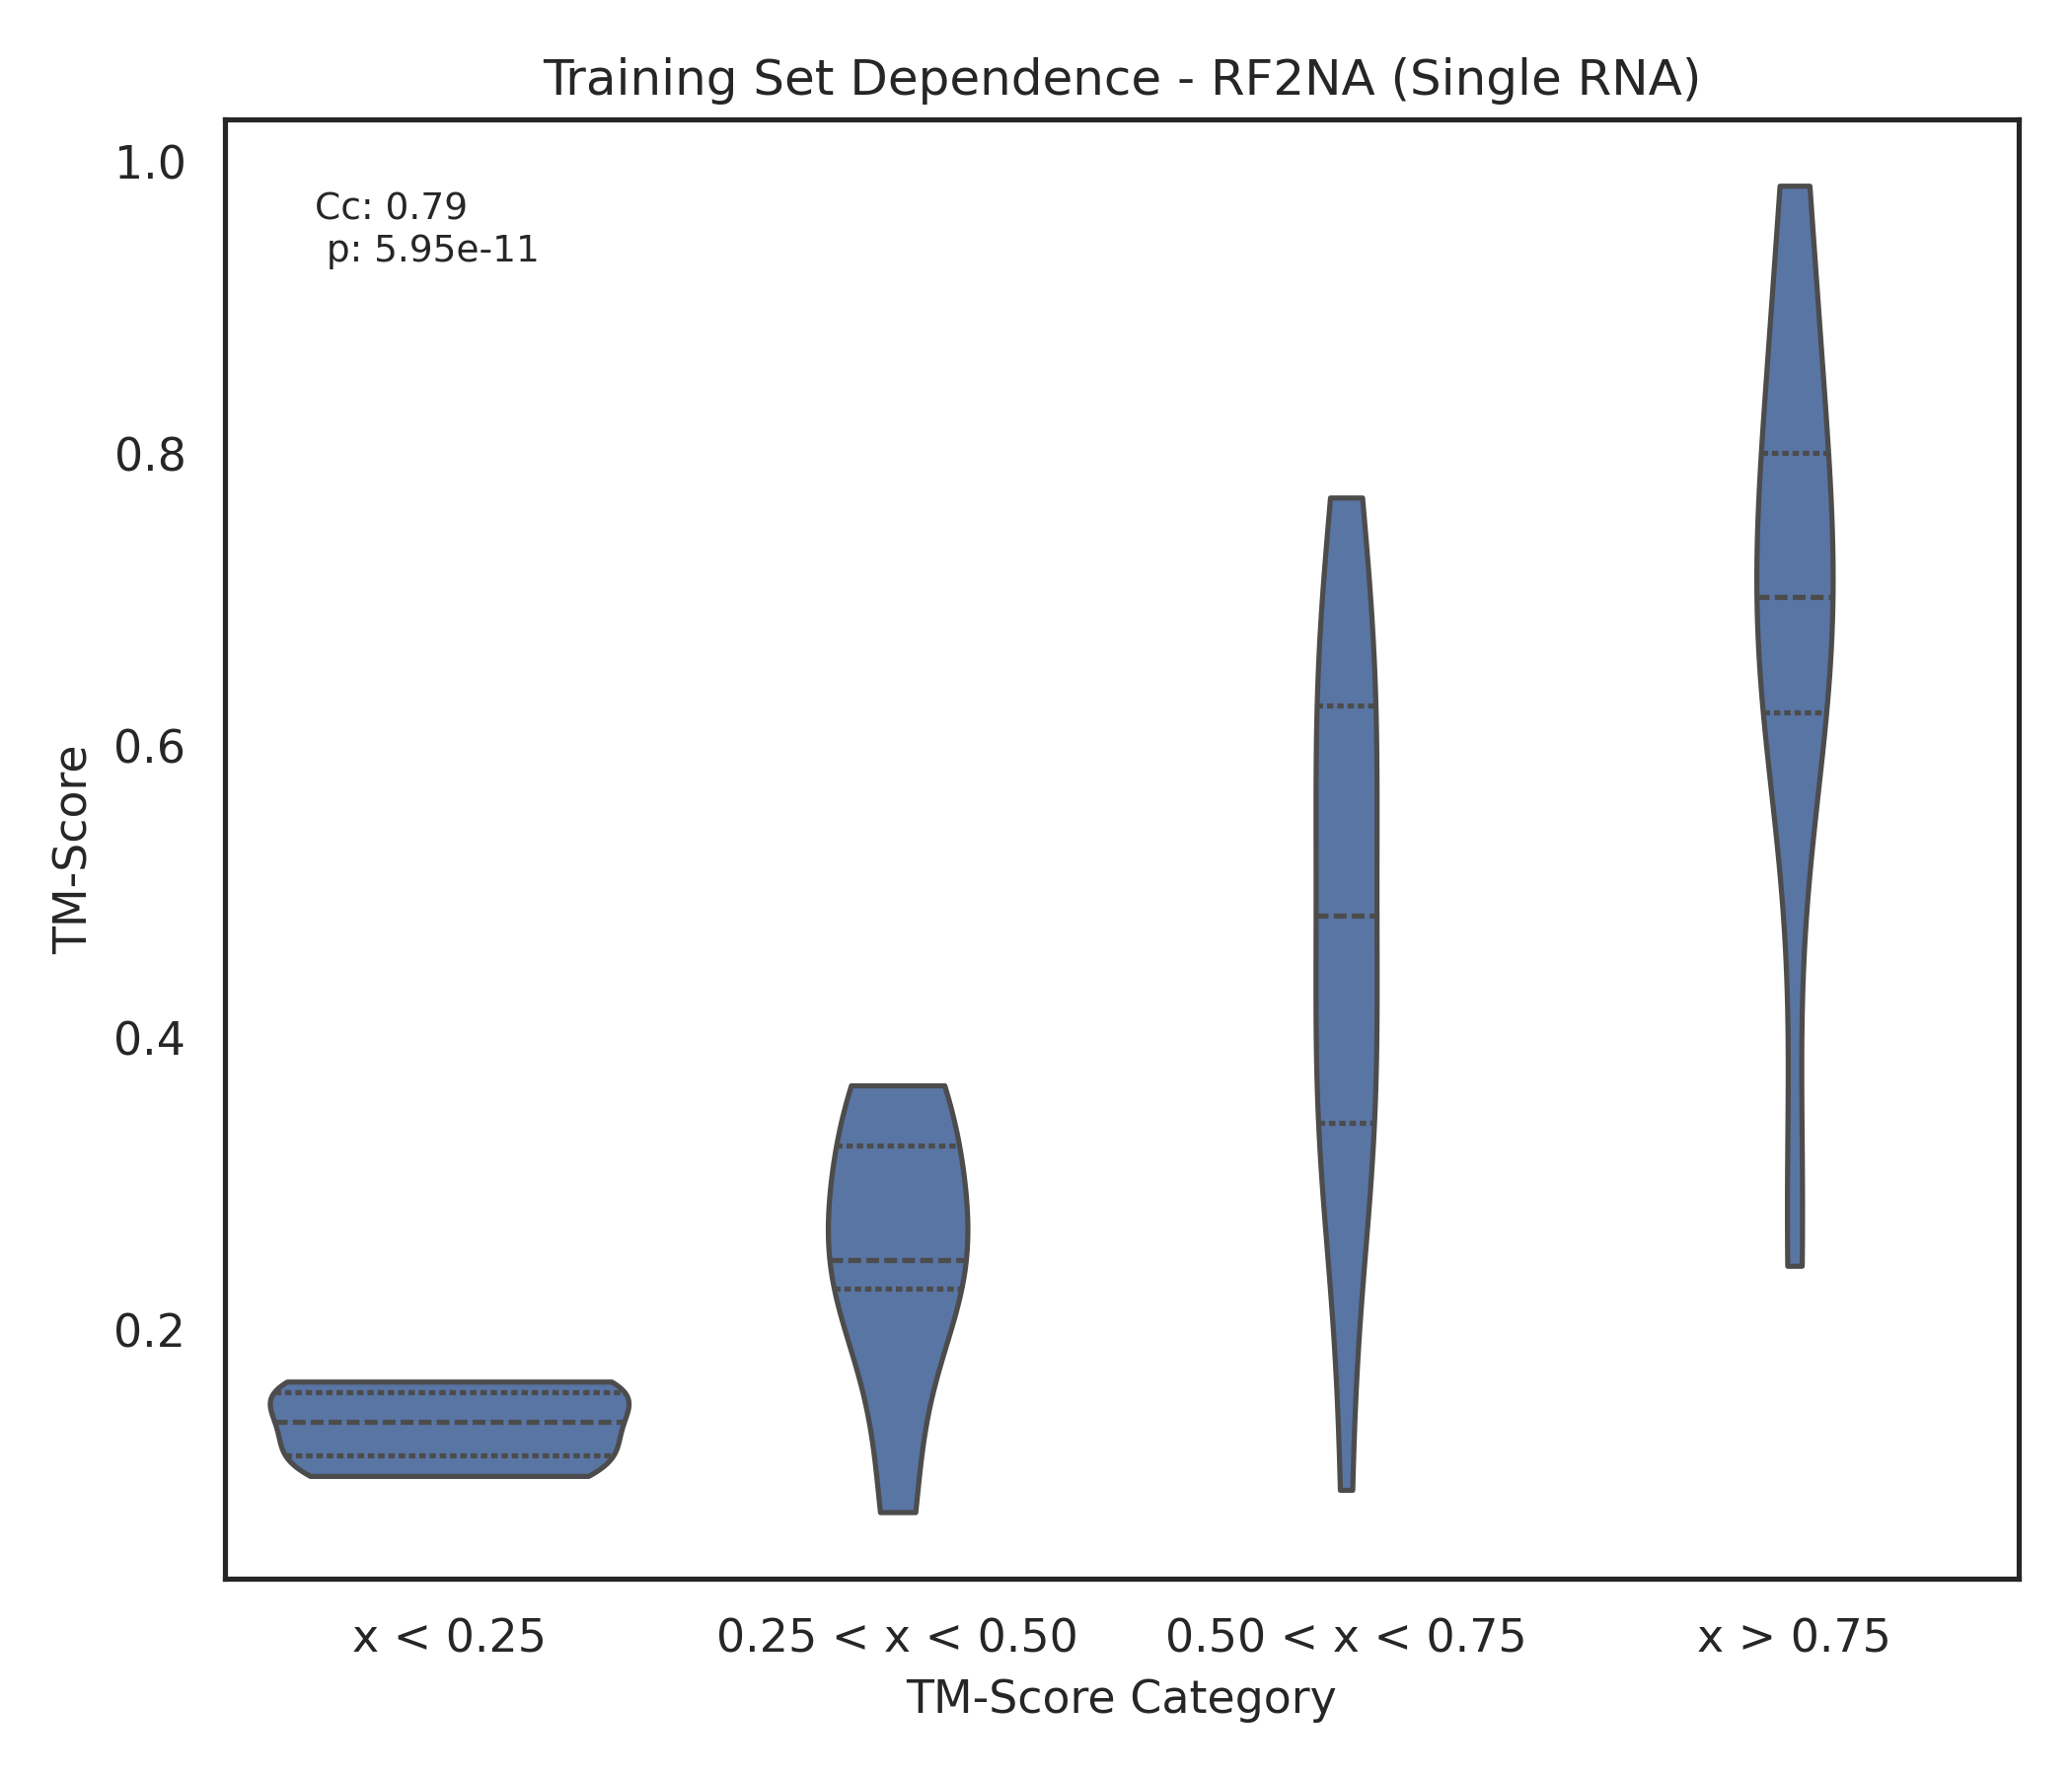 Training Set Dependence - RF2NA (Single RNA)
Cc: 0.79
p: 5.95e-11
1.0
0.8
0.6
0.4
0.2
TM-Score
x < 0.25
0.25 < x < 0.50
0.50 < x < 0.75
x > 0.75
TM-Score Category